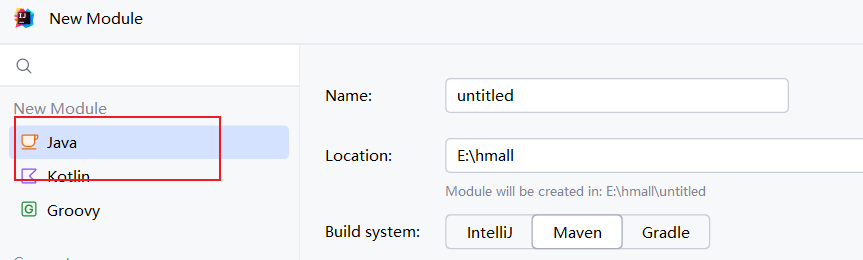 New Module
New Module
Java
Kotlin
Groovy
Name:
untitled
Location:
E:\hmall
Module will be created in: E:\hmall\untitled
Build system:
IntelliJ
Maven
Gradle